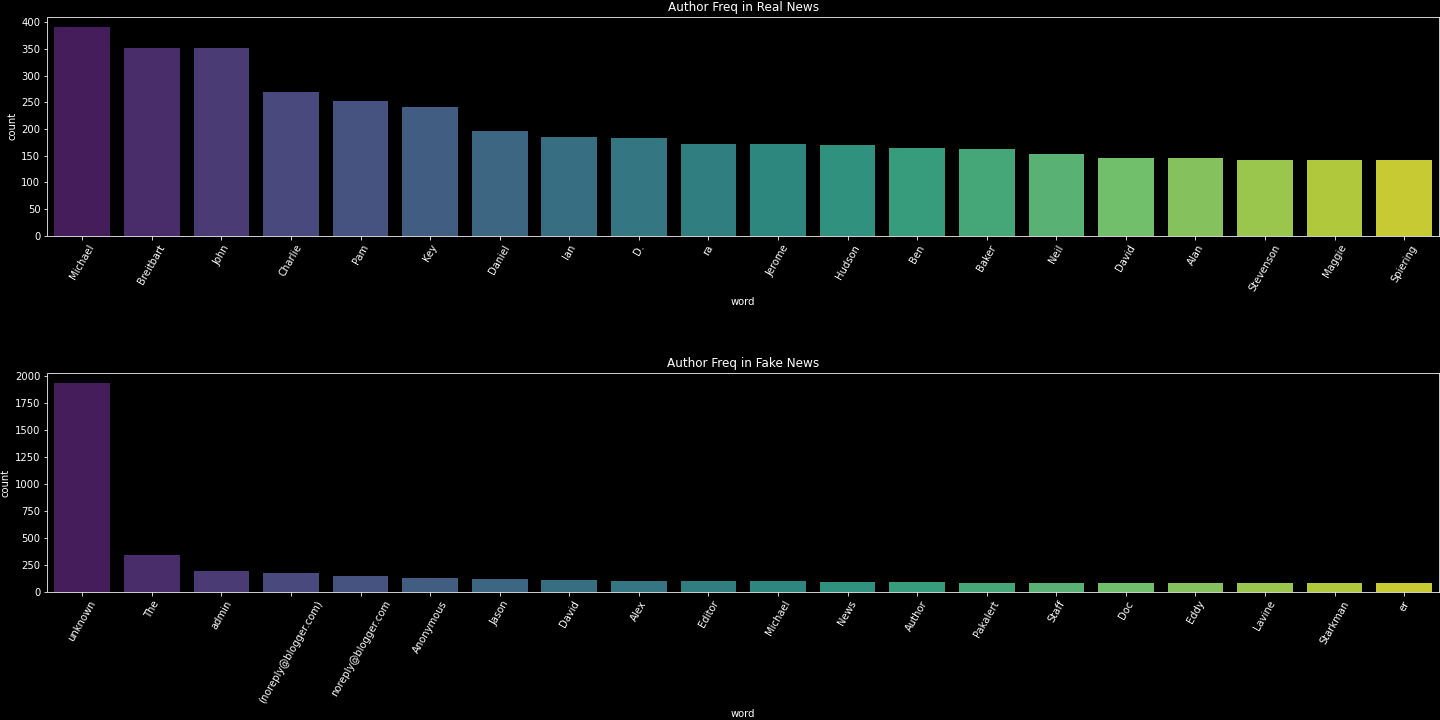 Author Freq in Real News
400
350
300
250
200
150
100
50
0
count
Michael
Breitbart
John
Charlie
Pam
Key
Daniel
Ian
D.
ra
Jerome
Hudson
Ben
Baker
Neil
David
Alan
Stevenson
Maggie
Spiering
word
Author Freq in Fake News
2000
1750
1500
1250
1000
750
500
250
0
count
unknown
The
admin
(noreply@blogger.com)
noreply@blogger.com
Anonymous
Jason
David
Alex
Editor
Michael
News
Author
Pakalert
Staff
Doc
Eddy
Lavine
Starkman
er
word